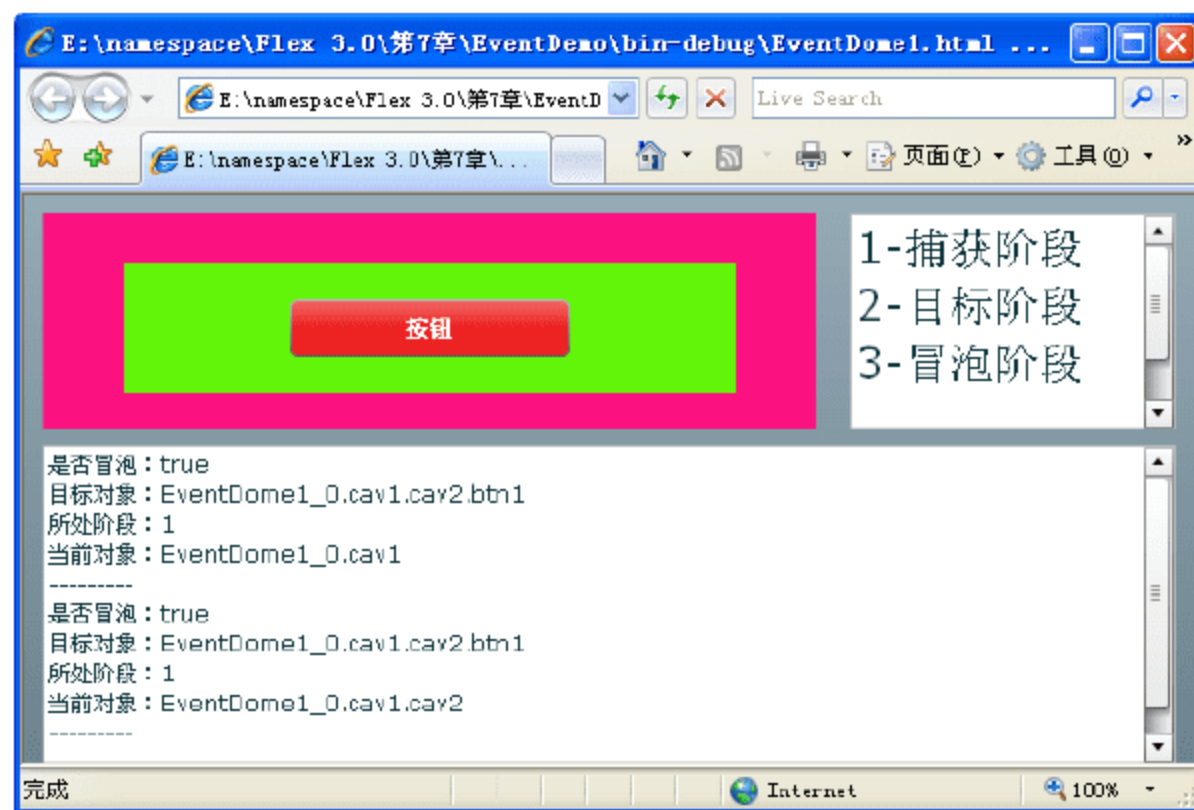 E:\namespace\Flex 3.0\第7章\EventDemo\bin-debug\EventDome1.html ...
E:\namespace\Flex 3.0\第7章\EventD
Live Search
E:\namespace\Flex 3.0\第7章\...
页面(P)
工具(O)
»
按钮
1-捕获阶段
2-目标阶段
3-冒泡阶段
是否冒泡：true
目标对象：EventDome1_0.cav1.cav2.btn1
所处阶段：1
当前对象：EventDome1_0.cav1
---------
是否冒泡：true
目标对象：EventDome1_0.cav1.cav2.btn1
所处阶段：1
当前对象：EventDome1_0.cav1.cav2
---------
完成
Internet
100%